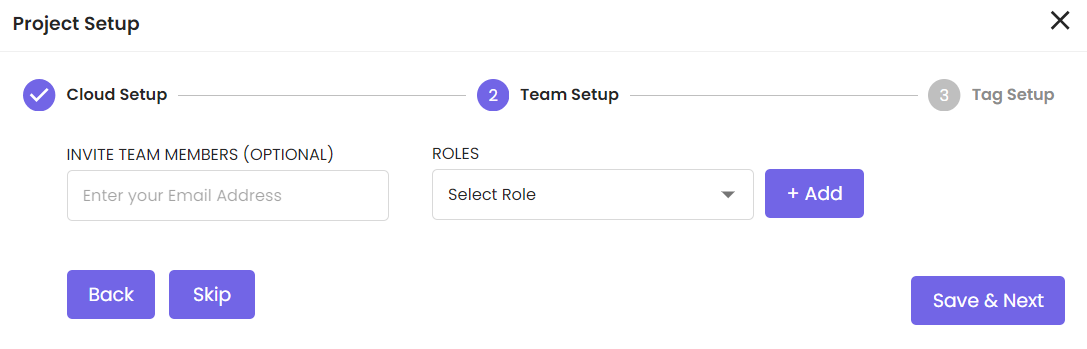 Project Setup
Cloud Setup
2 Team Setup
3 Tag Setup
INVITE TEAM MEMBERS (OPTIONAL)
ROLES
Enter your Email Address
Select Role
+ Add
Back
Skip
Save & Next